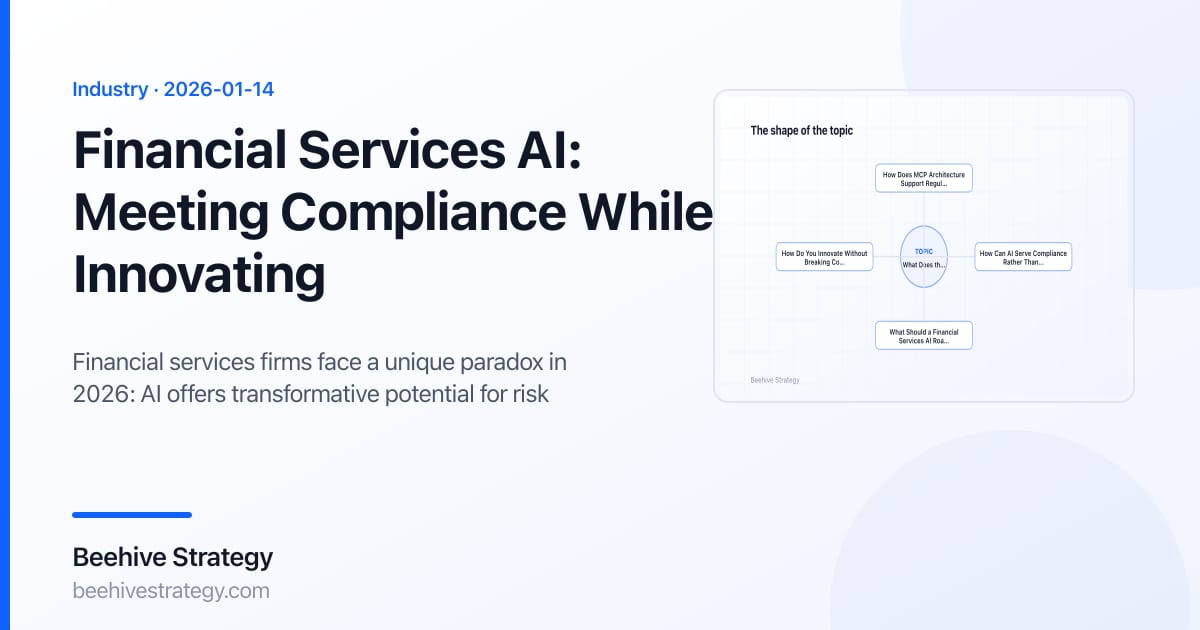 Industry · 2026-01-14
Financial Services AI:
Meeting Compliance While
Innovating
Financial services firms face a unique paradox in
2026: AI offers transformative potential for risk
Beehive Strategy
beehivestrategy.com
The shape of the topic
How Does MCP Architecture
Support Regul...
How Do You Innovate Without
Breaking Co...
TOPIC
What Does th...
How Can AI Serve Compliance
Rather Than...
What Should a Financial
Services AI Roa...
Beehive Strategy